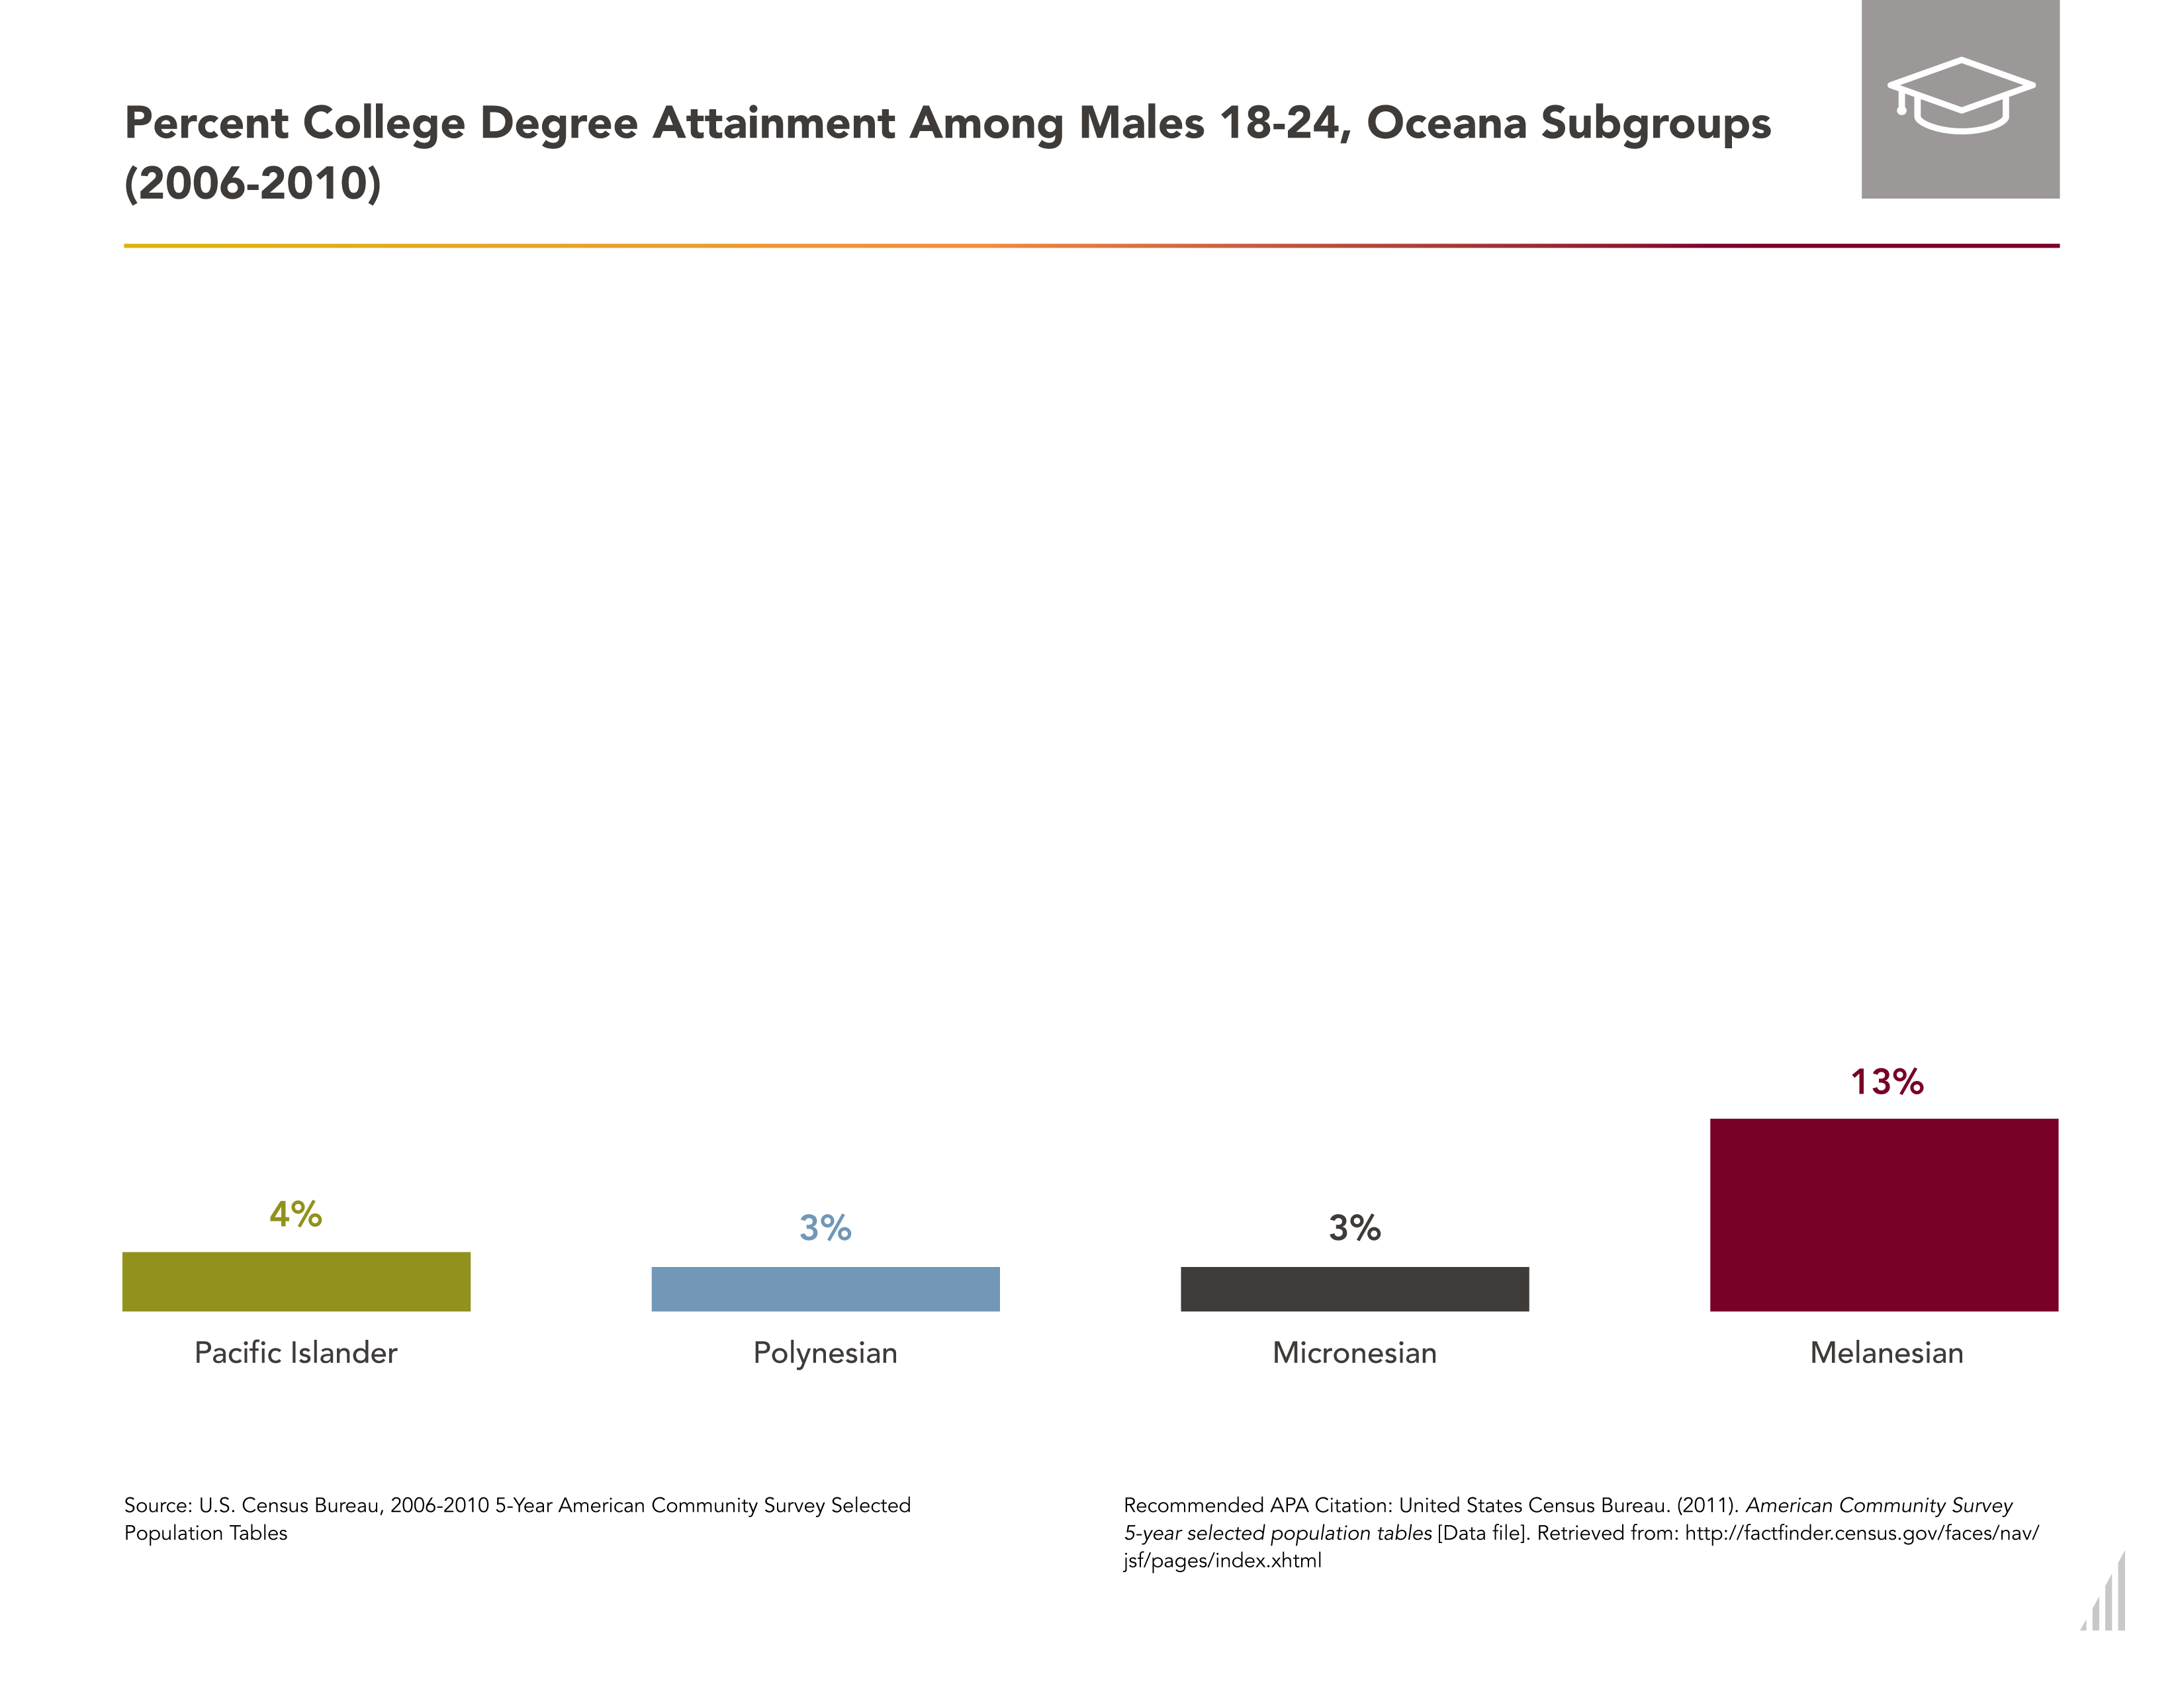 Percent College Degree Attainment Among Males 18-24, Oceana Subgroups
(2006-2010)
13%
4%
3%
3%
Pacific Islander
Polynesian
Micronesian
Melanesian
Source: U.S. Census Bureau, 2006-2010 5-Year American Community Survey Selected
Population Tables
Recommended APA Citation: United States Census Bureau. (2011). American Community Survey
5-year selected population tables [Data file]. Retrieved from: http://factfinder.census.gov/faces/nav/
jsf/pages/index.xhtml